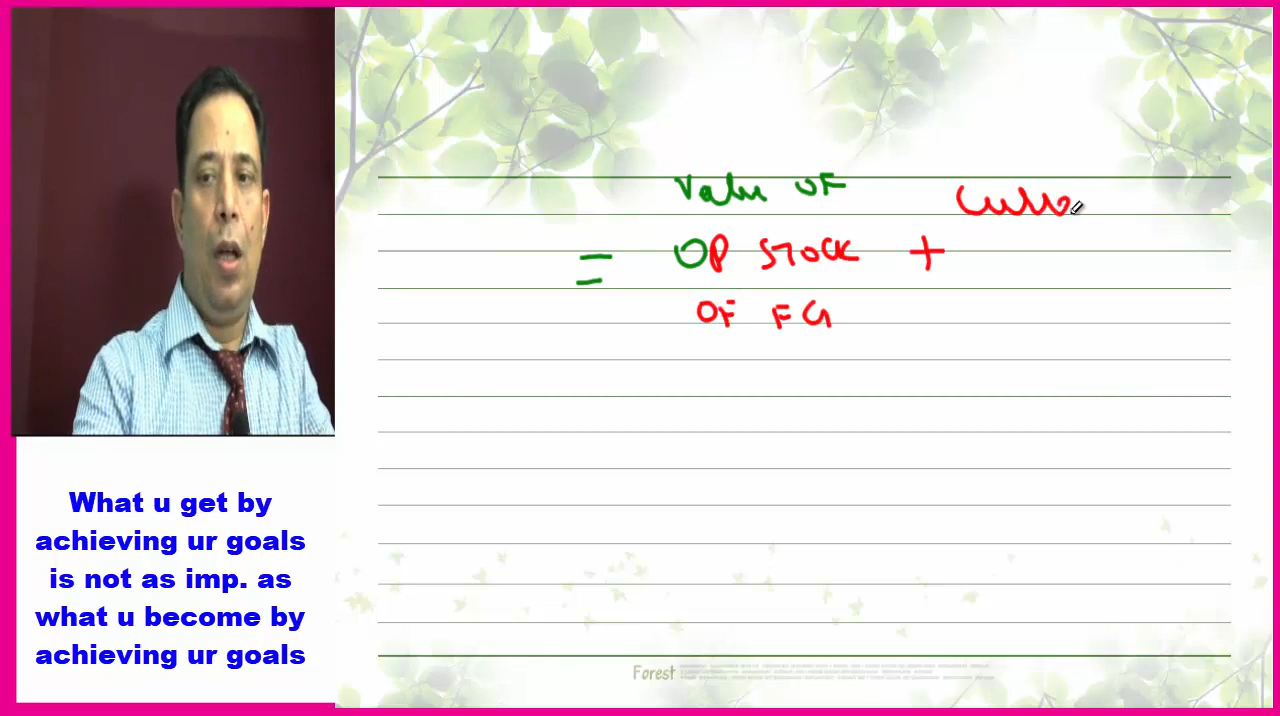 Value OF
= OP STOCK +
OF FG
What u get by
achieving ur goals
is not as imp. as
what u become by
achieving ur goals
Forest